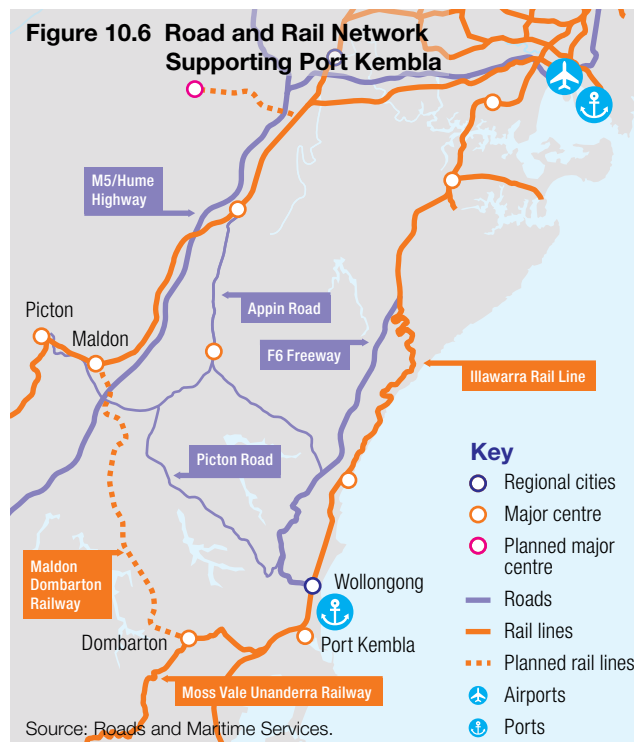 Figure 10.6 Road and Rail Network
Supporting Port Kembla
M5/Hume
Highway
Appin Road
Picton
Maldon
F6 Freeway
Illawarra Rail Line
Picton Road
Maldon
Dombarton
Railway
Wollongong
Dombarton
Port Kembla
Moss Vale Unanderra Railway
Key
Regional cities
Major centre
Planned major
centre
Roads
Rail lines
Planned rail lines
Airports
Ports
Source: Roads and Maritime Services.